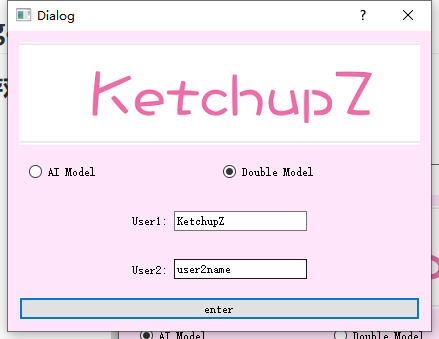 Dialog
KetchupZ
AI Model
Double Model
User1:
KetchupZ
User2:
user2name
enter
AI Model
Double Model